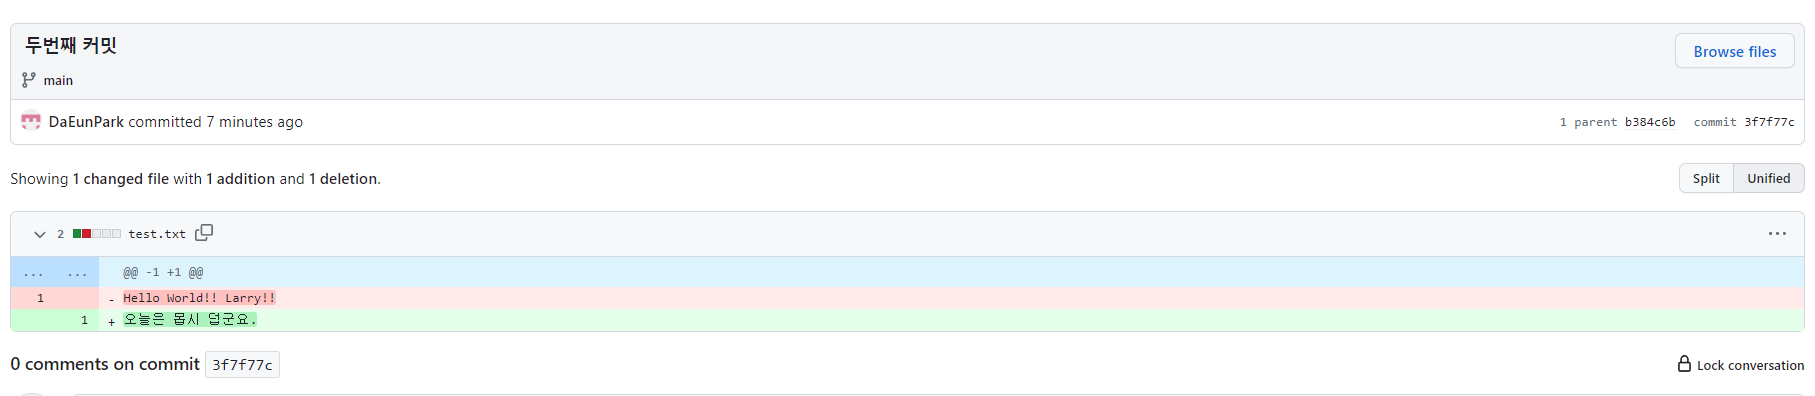 두번째 커밋
Browse files
main
DaEunPark committed 7 minutes ago
1 parent b384c6b commit 3f7f77c
Showing 1 changed file with 1 addition and 1 deletion.
Split Unified
2 test.txt
... ... @@ -1 +1 @@
1 - Hello World!! Larry!!
1 + 오늘은 몹시 덥군요.
0 comments on commit 3f7f77c
Lock conversation